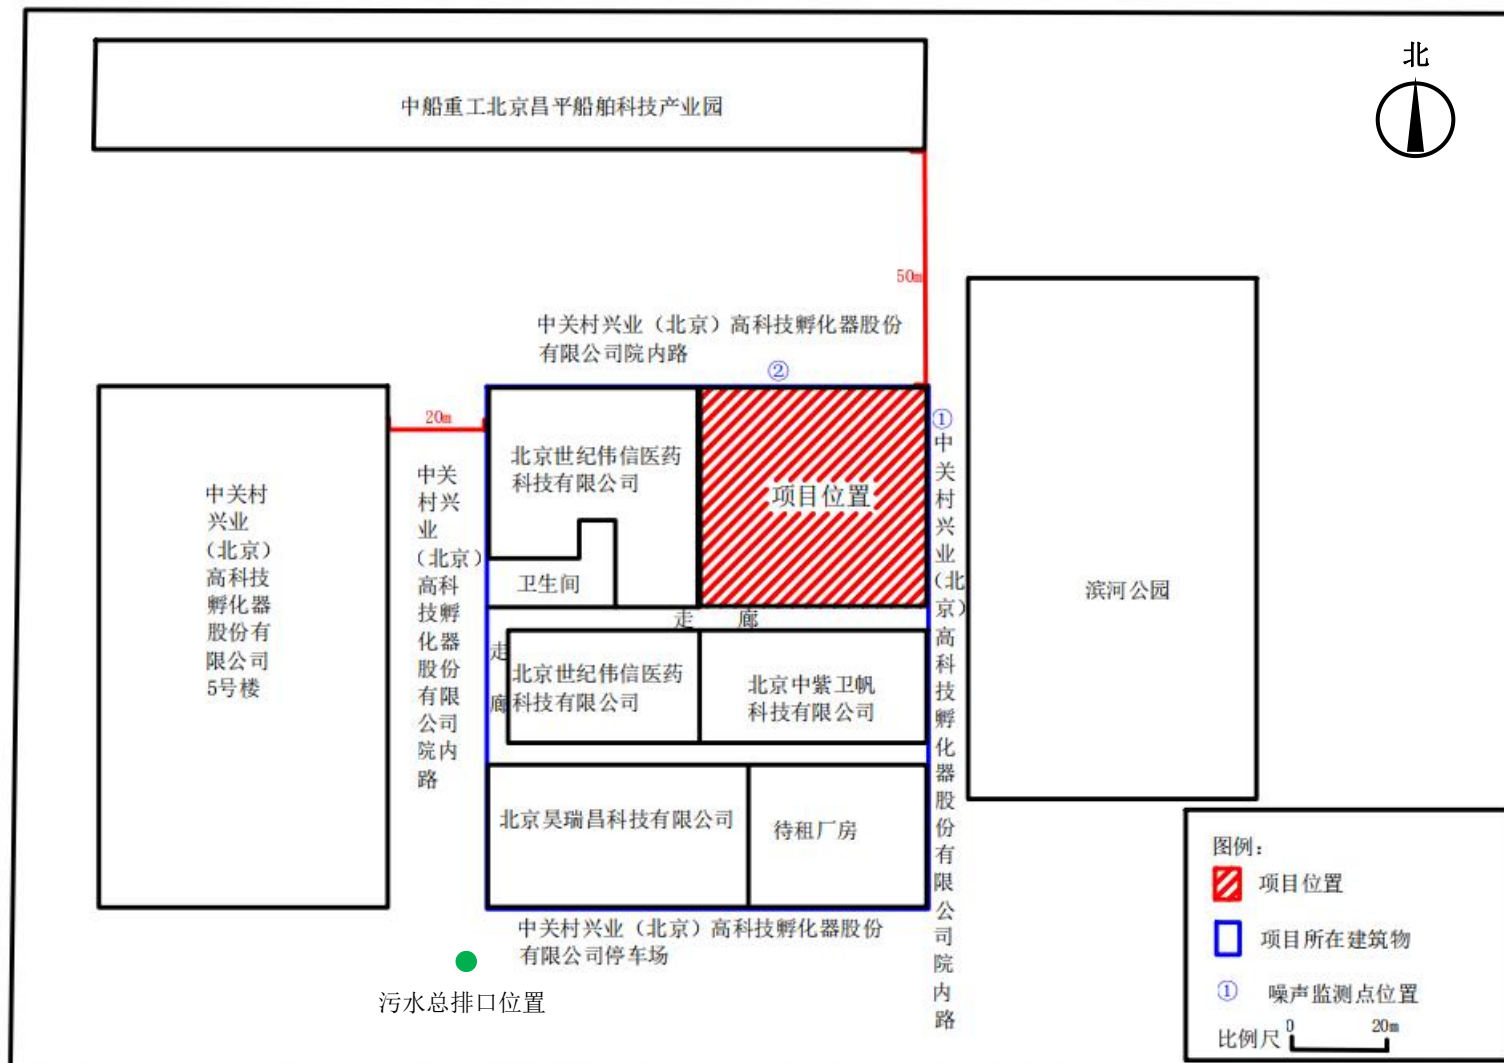 北
中船重工北京昌平船舶科技产业园
50m
中关村兴业（北京）高科技孵化器股份
有限公司院内路
②
20m
①
中关村兴业（北京）高科技孵化器股份有限公司院内路
北京世纪伟信医药
科技有限公司
项目位置
中关村
兴业
（北京）
高科技
孵化器
股份有
限公司
5号楼
中关
村兴
业
（北京）
高科
技孵
化器
股份
有限
公司
院内
路
卫生间
滨河公园
走 廊
走
廊
北京世纪伟信医药
科技有限公司
北京中紫卫帆
科技有限公司
北京昊瑞昌科技有限公司
待租厂房
中关村兴业（北京）高科技孵化器股份
有限公司停车场
污水总排口位置
图例：
项目位置
项目所在建筑物
① 噪声监测点位置
比例尺 0 20m